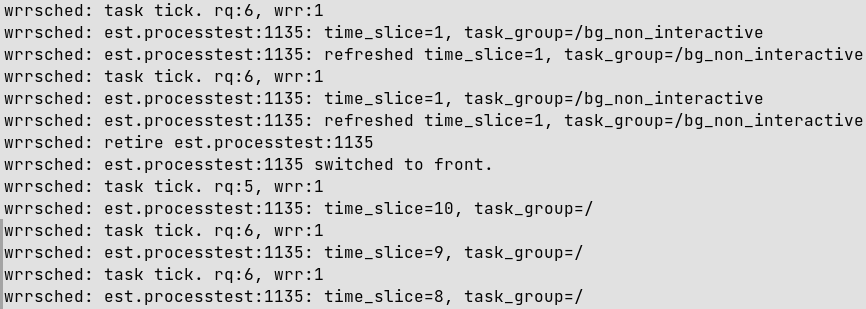 wrrsched: task tick. rq:6, wrr:1
wrrsched: est.processtest:1135: time_slice=1, task_group=/bg_non_interactive
wrrsched: est.processtest:1135: refreshed time_slice=1, task_group=/bg_non_interactive
wrrsched: task tick. rq:6, wrr:1
wrrsched: est.processtest:1135: time_slice=1, task_group=/bg_non_interactive
wrrsched: est.processtest:1135: refreshed time_slice=1, task_group=/bg_non_interactive
wrrsched: retire est.processtest:1135
wrrsched: est.processtest:1135 switched to front.
wrrsched: task tick. rq:5, wrr:1
wrrsched: est.processtest:1135: time_slice=10, task_group=/
wrrsched: task tick. rq:6, wrr:1
wrrsched: est.processtest:1135: time_slice=9, task_group=/
wrrsched: task tick. rq:6, wrr:1
wrrsched: est.processtest:1135: time_slice=8, task_group=/